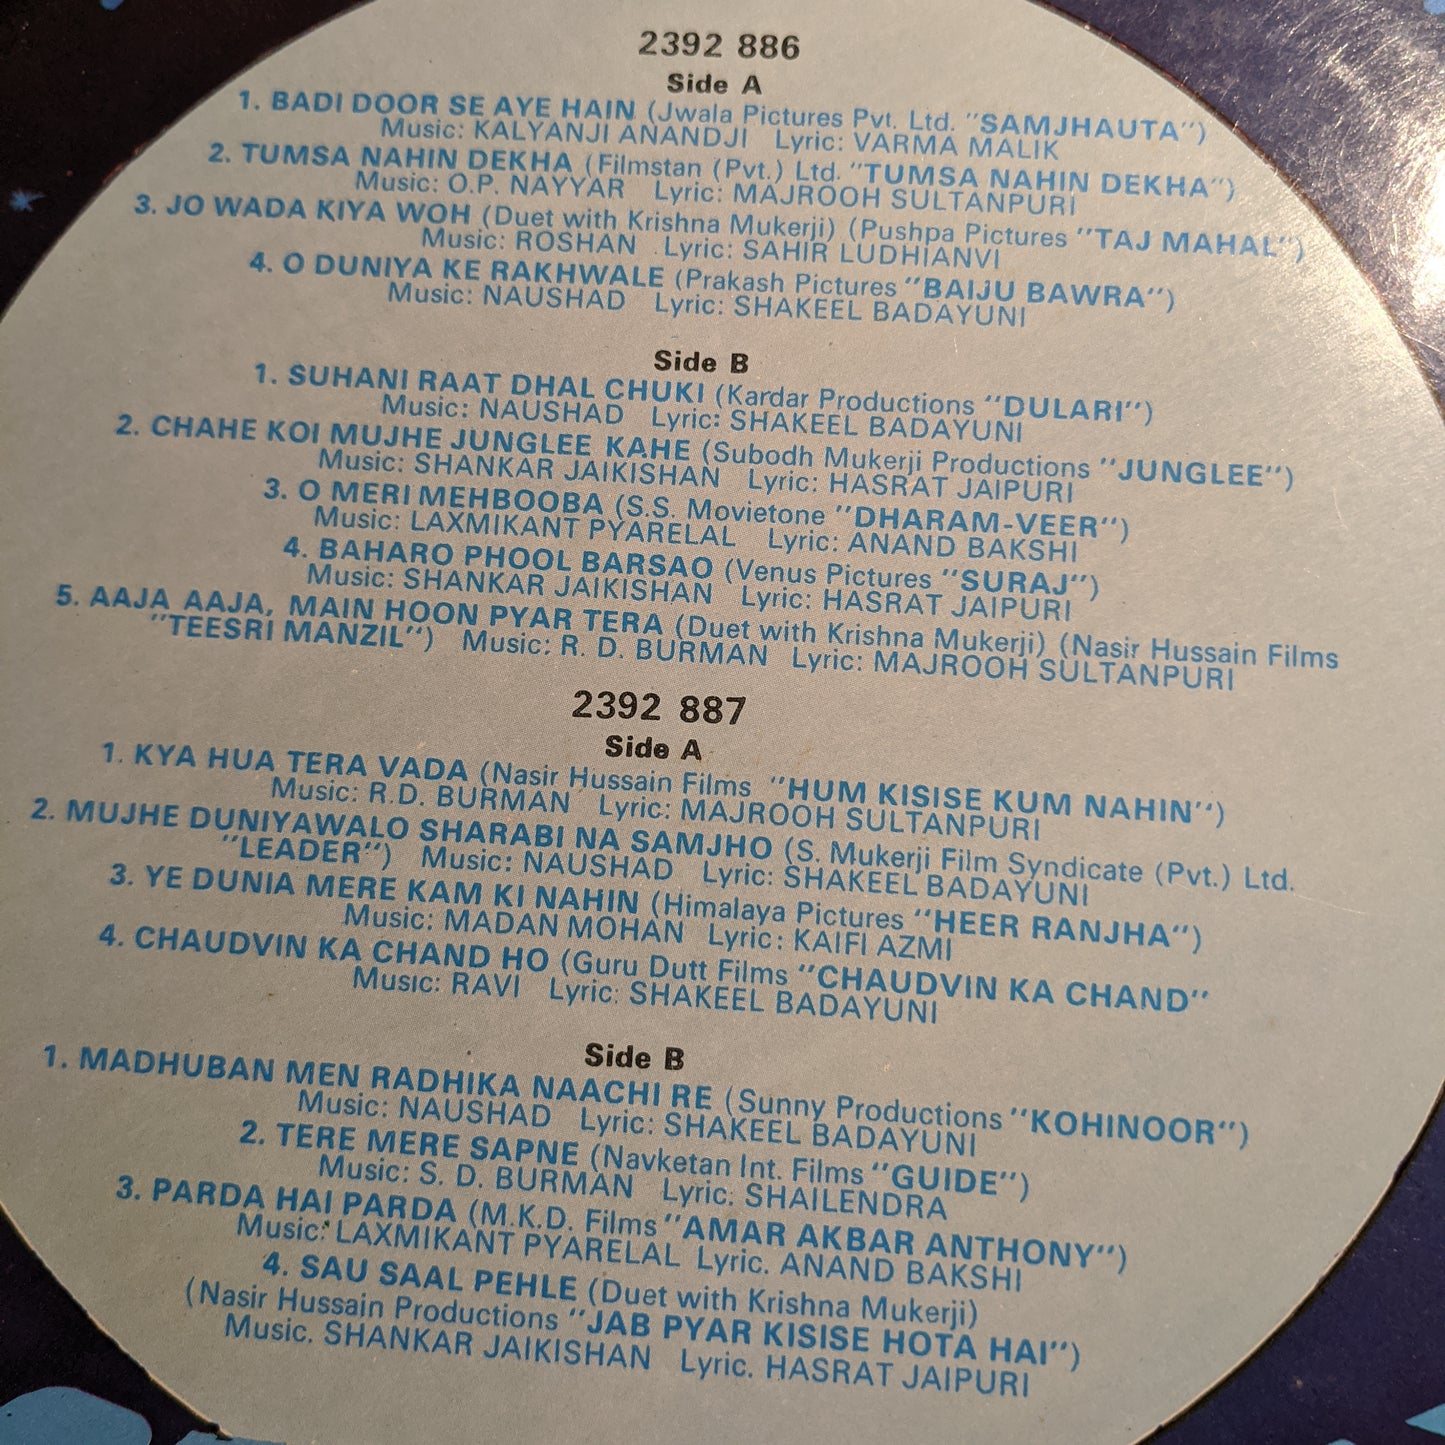 2392 886
Side A
1. BADI DOOR SE AYE HAIN (Jwala Pictures Pvt. Ltd. "SAMJHAUTA")
Music: KALYANJI ANANDJI Lyric: VARMA MALIK
2. TUMSA NAHIN DEKHA (Filmstan (Pvt.) Ltd. "TUMSA NAHIN DEKHA")
Music: O.P. NAYYAR Lyric: MAJROOH SULTANPURI
3. JO WADA KIYA WOH (Duet with Krishna Mukerji) (Pushpa Pictures "TAJ MAHAL")
Music: ROSHAN Lyric: SAHIR LUDHIANVI
4. O DUNIYA KE RAKHWALE (Prakash Pictures "BAIJU BAWRA")
Music: NAUSHAD Lyric: SHAKEEL BADAYUNI
Side B
1. SUHANI RAAT DHAL CHUKI (Kardar Productions "DULARI")
Music: NAUSHAD Lyric: SHAKEEL BADAYUNI
2. CHAHE KOI MUJHE JUNGLEE KAHE (Subodh Mukerji Productions "JUNGLEE")
Music: SHANKAR JAIKISHAN Lyric: HASRAT JAIPURI
3. O MERI MEHBOOBA (S.S. Movietone "DHARAM-VEER")
Music: LAXMIKANT PYARELAL Lyric: ANAND BAKSHI
4. BAHARO PHOOL BARSAO (Venus Pictures "SURAJ")
Music: SHANKAR JAIKISHAN Lyric: HASRAT JAIPURI
5. AAJA AAJA, MAIN HOON PYAR TERA (Duet with Krishna Mukerji) (Nasir Hussain Films
"TEESRI MANZIL") Music: R. D. BURMAN Lyric: MAJROOH SULTANPURI
2392 887
Side A
1. KYA HUA TERA VADA (Nasir Hussain Films "HUM KISISE KUM NAHIN")
Music: R.D. BURMAN Lyric: MAJROOH SULTANPURI
2. MUJHE DUNIYAWALO SHARABI NA SAMJHO (S. Mukerji Film Syndicate (Pvt.) Ltd.
"LEADER") Music: NAUSHAD Lyric: SHAKEEL BADAYUNI
3. YE DUNIA MERE KAM KI NAHIN (Himalaya Pictures "HEER RANJHA")
Music: MADAN MOHAN Lyric: KAIFI AZMI
4. CHAUDVIN KA CHAND HO (Guru Dutt Films "CHAUDVIN KA CHAND"
Music: RAVI Lyric: SHAKEEL BADAYUNI
Side B
1. MADHUBAN MEN RADHIKA NAACHI RE (Sunny Productions "KOHINOOR")
Music: NAUSHAD Lyric: SHAKEEL BADAYUNI
2. TERE MERE SAPNE (Navketan Int. Films "GUIDE")
Music: S. D. BURMAN Lyric: SHAILENDRA
3. PARDA HAI PARDA (M.K.D. Films "AMAR AKBAR ANTHONY")
Music: LAXMIKANT PYARELAL Lyric. ANAND BAKSHI
4. SAU SAAL PEHLE (Duet with Krishna Mukerji)
(Nasir Hussain Productions "JAB PYAR KISISE HOTA HAI")
Music. SHANKAR JAIKISHAN Lyric. HASRAT JAIPURI